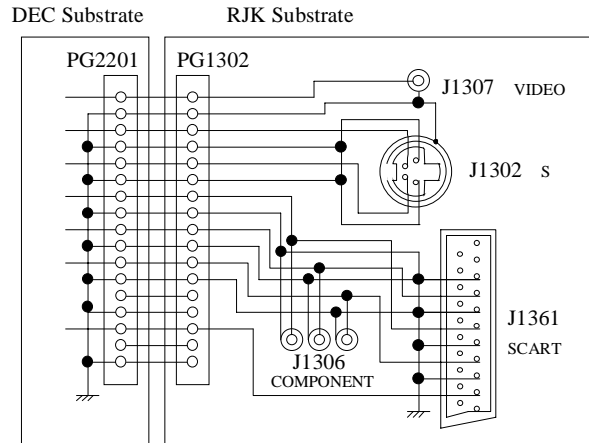 DEC Substrate RJK Substrate
PG2201 PG1302
J1307 VIDEO
J1302 S
J1361
SCART
J1306
COMPONENT